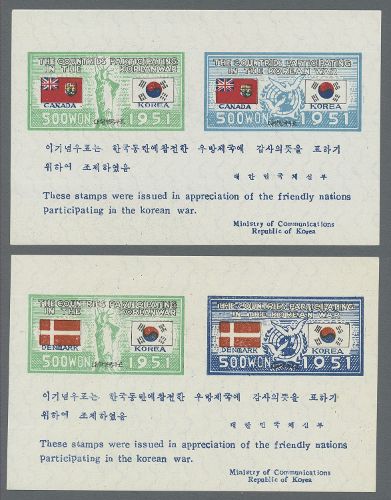 THE COUNTRIES PARTICIPATING
IN THE KOREAN WAR
CANADA
KOREA
500WON
1951
THE COUNTRIES PARTICIPATING
IN THE KOREAN WAR
CANADA
KOREA
500WON
1951
이 기념우표는 한국동란에참전한 우방제국에 감사의뜻을 표하기
위하여 조제하였음
대한민국체신부
These stamps were issued in appreciation of the friendly nations
participating in the korean war.
Ministry of Communications
Republic of Korea
THE COUNTRIES PARTICIPATING
IN THE KOREAN WAR
DENMARK
KOREA
500WON
1951
THE COUNTRIES PARTICIPATING
IN THE KOREAN WAR
DENMARK
KOREA
500WON
1951
이 기념우표는 한국동란에참전한 우방제국에 감사의뜻을 표하기
위하여 조제하였음
대한민국체신부
These stamps were issued in appreciation of the friendly nations
participating in the korean war.
Ministry of Communications
Republic of Korea